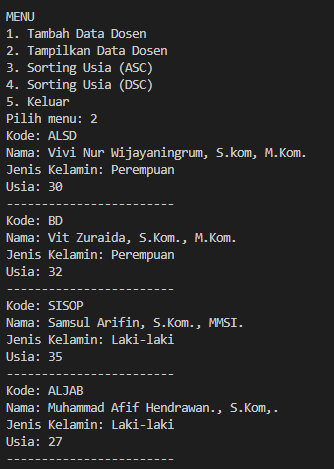 MENU
1. Tambah Data Dosen
2. Tampilkan Data Dosen
3. Sorting Usia (ASC)
4. Sorting Usia (DSC)
5. Keluar
Pilih menu: 2
Kode: ALSD
Nama: Vivi Nur Wijayaningrum, S.kom, M.Kom.
Jenis Kelamin: Perempuan
Usia: 30
------------------------
Kode: BD
Nama: Vit Zuraida, S.Kom., M.Kom.
Jenis Kelamin: Perempuan
Usia: 32
------------------------
Kode: SISOP
Nama: Samsul Arifin, S.Kom., MMSI.
Jenis Kelamin: Laki-laki
Usia: 35
------------------------
Kode: ALJAB
Nama: Muhammad Afif Hendrawan., S.Kom,.
Jenis Kelamin: Laki-laki
Usia: 27
------------------------